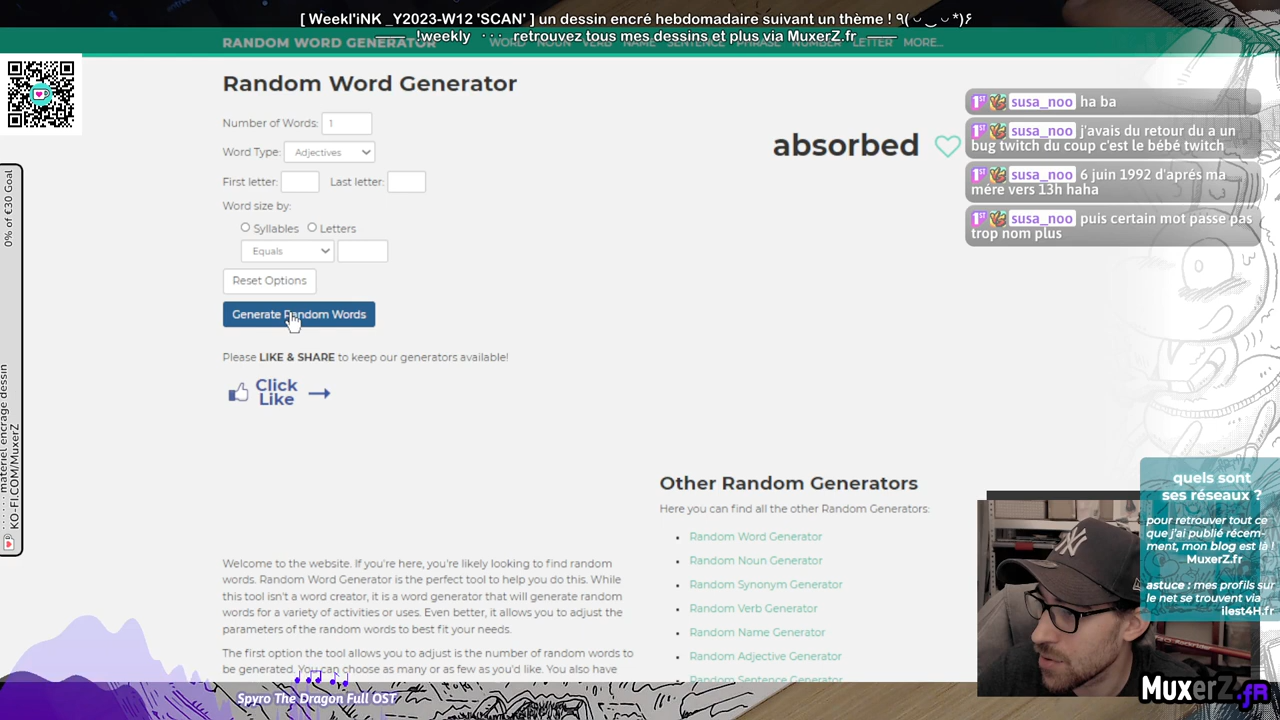 [ Weekl'iNK _Y2023-W12 'SCAN' ] un dessin encré hebdomadaire suivant un thème ! ٩(◡‿◡*)۶
!weekly ··· retrouvez tous mes dessins et plus via MuxerZ.fr
RANDOM WORD GENERATOR
WORD NOUN VERB NAME SENTENCE PHRASE NUMBER LETTER MORE...
Random Word Generator
Number of Words: 1
Word Type: Adjectives
First letter: Last letter:
Word size by:
Syllables Letters
Equals
Reset Options
Generate Random Words
Please LIKE & SHARE to keep our generators available!
Click
Like
absorbed
susa_noo ha ba
susa_noo j'avais du retour du a un
bug twitch du coup c'est le bébé twitch
susa_noo 6 juin 1992 d'aprés ma
mére vers 13h haha
susa_noo puis certain mot passe pas
trop nom plus
0% of €30 Goal
materiel encrage dessin
KO-FI.COM/MuxerZ
Other Random Generators
Here you can find all the other Random Generators:
Random Word Generator
Random Noun Generator
Random Synonym Generator
Random Verb Generator
Random Name Generator
Random Adjective Generator
Random Sentence Generator
Welcome to the website. If you're here, you're likely looking to find random
words. Random Word Generator is the perfect tool to help you do this. While
this tool isn't a word creator, it is a word generator that will generate random
words for a variety of activities or uses. Even better, it allows you to adjust the
parameters of the random words to best fit your needs.
The first option the tool allows you to adjust is the number of random words to
be generated. You can choose as many or as few as you'd like. You also have
Spyro The Dragon Full OST
quels sont
ses réseaux ?
pour retrouver tout ce
que j'ai publié récem-
ment, mon blog est là !
MuxerZ.fr
astuce : mes profils sur
le net se trouvent via
ilest4H.fr
MuxerZ.fR